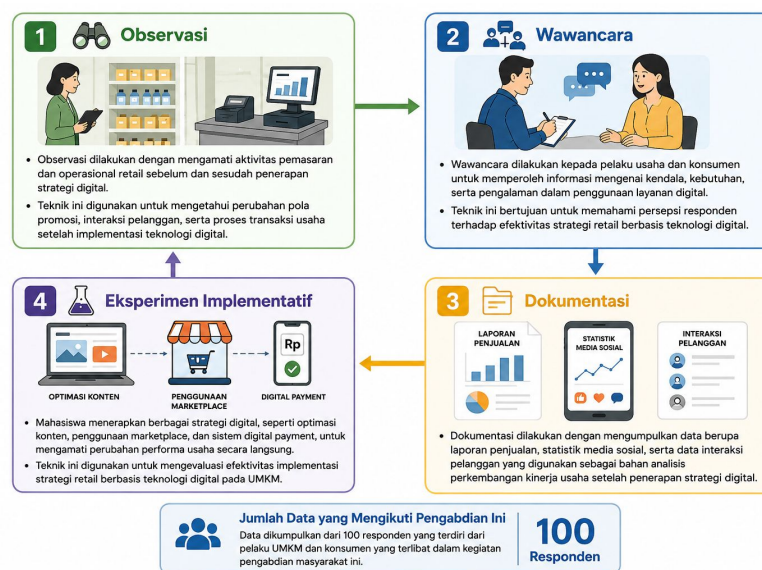 1 Observasi
• Observasi dilakukan dengan mengamati aktivitas pemasaran
dan operasional retail sebelum dan sesudah penerapan
strategi digital.
• Teknik ini digunakan untuk mengetahui perubahan pola
promosi, interaksi pelanggan, serta proses transaksi usaha
setelah implementasi teknologi digital.
2 Wawancara
• Wawancara dilakukan kepada pelaku usaha dan konsumen
untuk memperoleh informasi mengenai kendala, kebutuhan,
serta pengalaman dalam penggunaan layanan digital.
• Teknik ini bertujuan untuk memahami persepsi responden
terhadap efektivitas strategi retail berbasis teknologi digital.
3 Dokumentasi
LAPORAN
PENJUALAN
STATISTIK
MEDIA SOSIAL
INTERAKSI
PELANGGAN
• Dokumentasi dilakukan dengan mengumpulkan data berupa
laporan penjualan, statistik media sosial, serta data interaksi
pelanggan yang digunakan sebagai bahan analisis
perkembangan kinerja usaha setelah penerapan strategi digital.
4 Eksperimen Implementatif
Rp
OPTIMASI KONTEN
PENGGUNAAN
MARKETPLACE
DIGITAL PAYMENT
• Mahasiswa menerapkan berbagai strategi digital, seperti optimasi
konten, penggunaan marketplace, dan sistem digital payment, untuk
mengamati perubahan performa usaha secara langsung.
• Teknik ini digunakan untuk mengevaluasi efektivitas implementasi
strategi retail berbasis teknologi digital pada UMKM.
Jumlah Data yang Mengikuti Pengabdian Ini
Data dikumpulkan dari 100 responden yang terdiri dari
pelaku UMKM dan konsumen yang terlibat dalam kegiatan
pengabdian masyarakat ini.
100
Responden